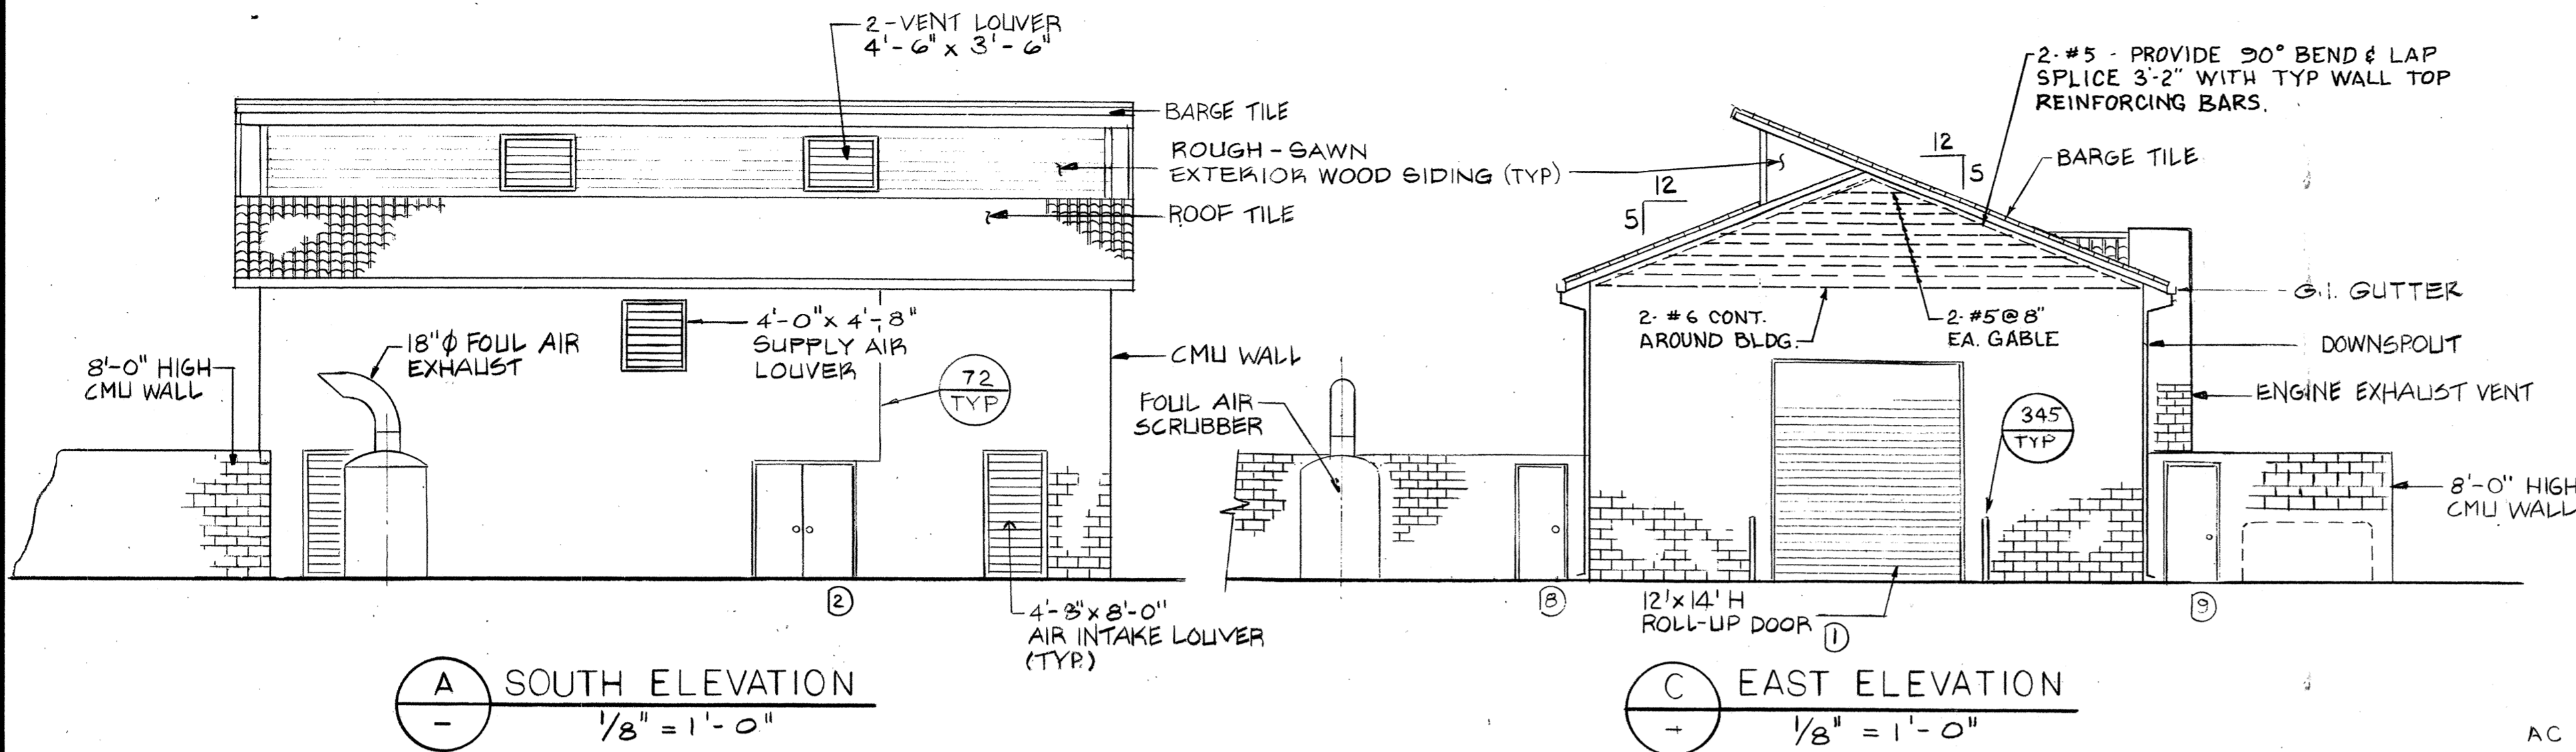 2-VENT LOUVER
4'-6" x 3'-6"
BARGE TILE
ROUGH-SAWN
EXTERIOR WOOD SIDING (TYP)
ROOF TILE
4'-0" x 4'-8"
SUPPLY AIR
LOUVER
18"ϕ FOUL AIR
EXHAUST
8'-0" HIGH
CMU WALL
72
TYP
CMU WALL
2
4'-8" x 8'-0"
AIR INTAKE LOUVER
(TYP.)
A
-
SOUTH ELEVATION
1/8" = 1'-0"
2-#5 - PROVIDE 90° BEND & LAP
SPLICE 3'-2" WITH TYP WALL TOP
REINFORCING BARS.
12
5
BARGE TILE
12
5
G.I. GUTTER
2-#6 CONT.
AROUND BLDG.
2-#5@8"
EA. GABLE
DOWNSPOUT
ENGINE EXHAUST VENT
FOUL AIR
SCRUBBER
345
TYP
8'-0" HIGH
CMU WALL
8
12'x14'H
ROLL-UP DOOR
1
9
C
-
EAST ELEVATION
1/8" = 1'-0"
AC